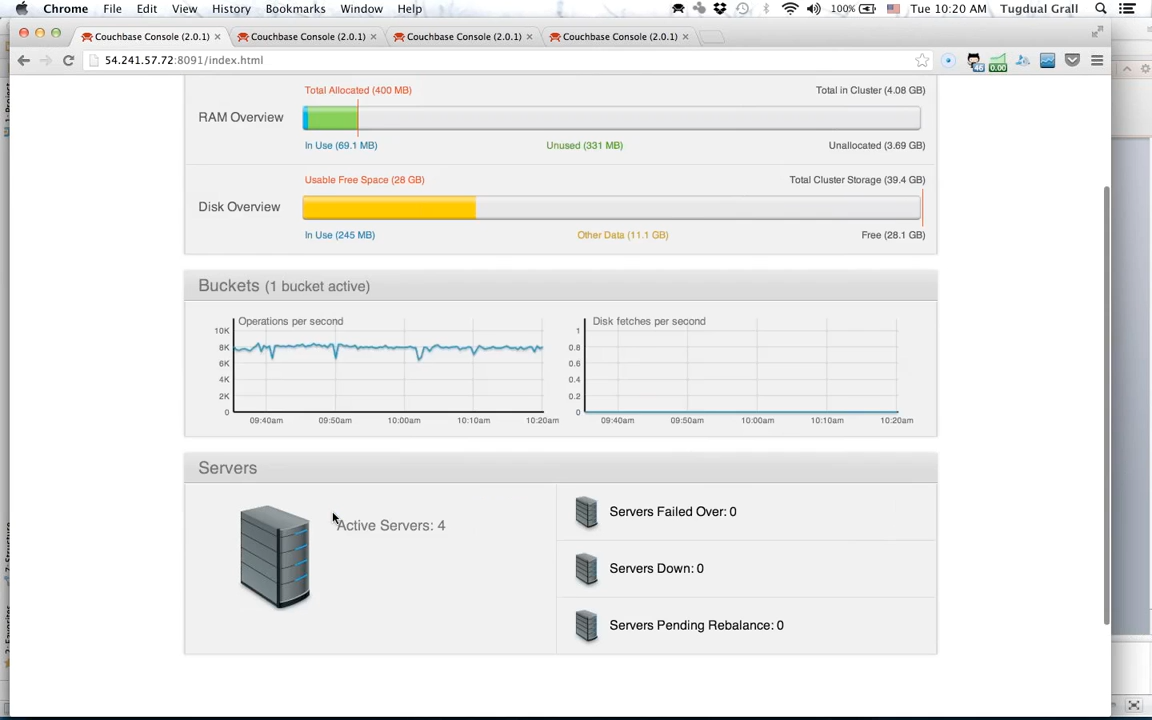 Chrome File Edit View History Bookmarks Window Help 100% Tue 10:20 AM Tugdual Grall
Couchbase Console (2.0.1) × Couchbase Console (2.0.1) × Couchbase Console (2.0.1) × Couchbase Console (2.0.1) ×
54.241.57.72:8091/index.html 46 0.00
Total Allocated (400 MB) Total in Cluster (4.08 GB)
RAM Overview
In Use (69.1 MB) Unused (331 MB) Unallocated (3.69 GB)
Usable Free Space (28 GB) Total Cluster Storage (39.4 GB)
Disk Overview
In Use (245 MB) Other Data (11.1 GB) Free (28.1 GB)
Buckets (1 bucket active)
Operations per second
10K
8K
6K
4K
2K
0
09:40am 09:50am 10:00am 10:10am 10:20am
Disk fetches per second
1
0.8
0.6
0.4
0.2
0
09:40am 09:50am 10:00am 10:10am 10:20am
Servers
Active Servers: 4
Servers Failed Over: 0
Servers Down: 0
Servers Pending Rebalance: 0